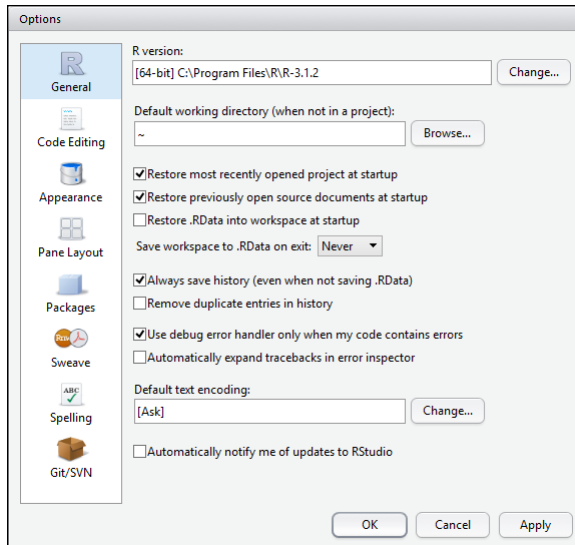 Options
R
General
Code Editing
Appearance
Pane Layout
Packages
Rnw
Sweave
ABC
Spelling
Git/SVN
R version:
[64-bit] C:\Program Files\R\R-3.1.2
Change...
Default working directory (when not in a project):
~
Browse...
Restore most recently opened project at startup
Restore previously open source documents at startup
Restore .RData into workspace at startup
Save workspace to .RData on exit: Never
Always save history (even when not saving .RData)
Remove duplicate entries in history
Use debug error handler only when my code contains errors
Automatically expand tracebacks in error inspector
Default text encoding:
[Ask]
Change...
Automatically notify me of updates to RStudio
OK
Cancel
Apply